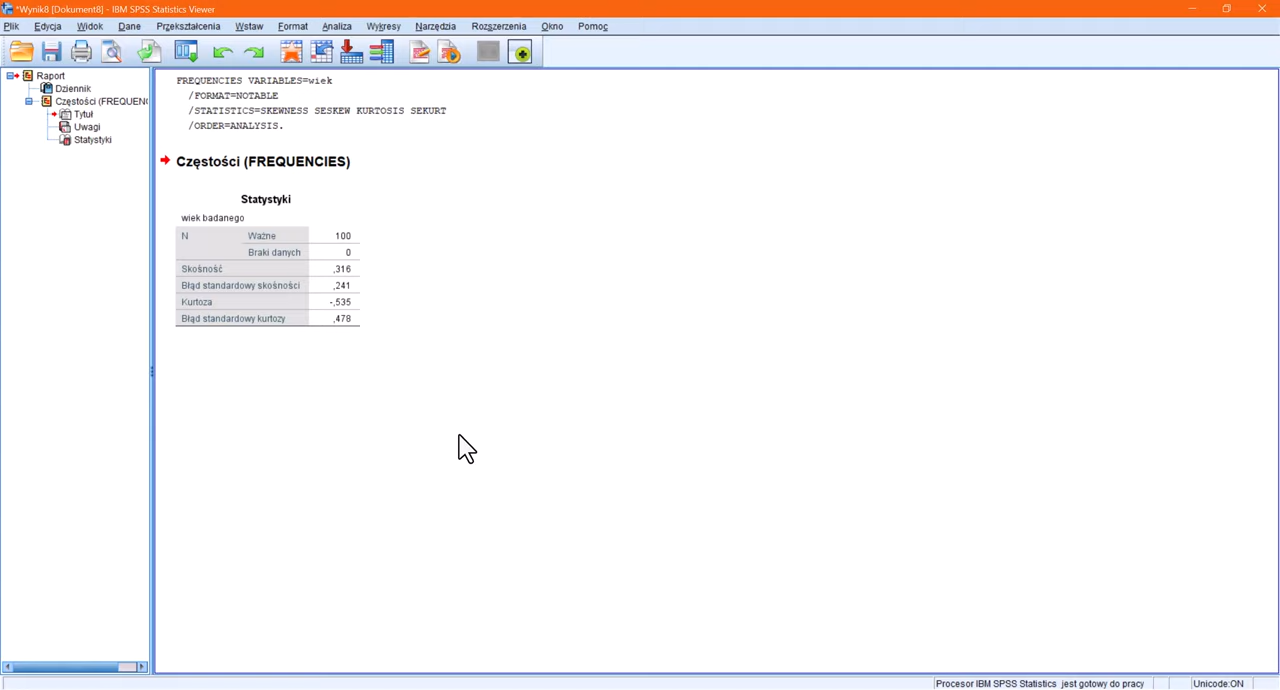 *Wynik8 [Dokument8] - IBM SPSS Statistics Viewer
Plik Edycja Widok Dane Przekształcenia Wstaw Format Analiza Wykresy Narzędzia Rozszerzenia Okno Pomoc
Raport
Dziennik
Częstości (FREQUENC
Tytuł
Uwagi
Statystyki
FREQUENCIES VARIABLES=wiek
/FORMAT=NOTABLE
/STATISTICS=SKEWNESS SESKEW KURTOSIS SEKURT
/ORDER=ANALYSIS.
Częstości (FREQUENCIES)
Statystyki
wiek badanego
N Ważne 100
Braki danych 0
Skośność ,316
Błąd standardowy skośności ,241
Kurtoza -,535
Błąd standardowy kurtozy ,478
Procesor IBM SPSS Statistics jest gotowy do pracy Unicode:ON